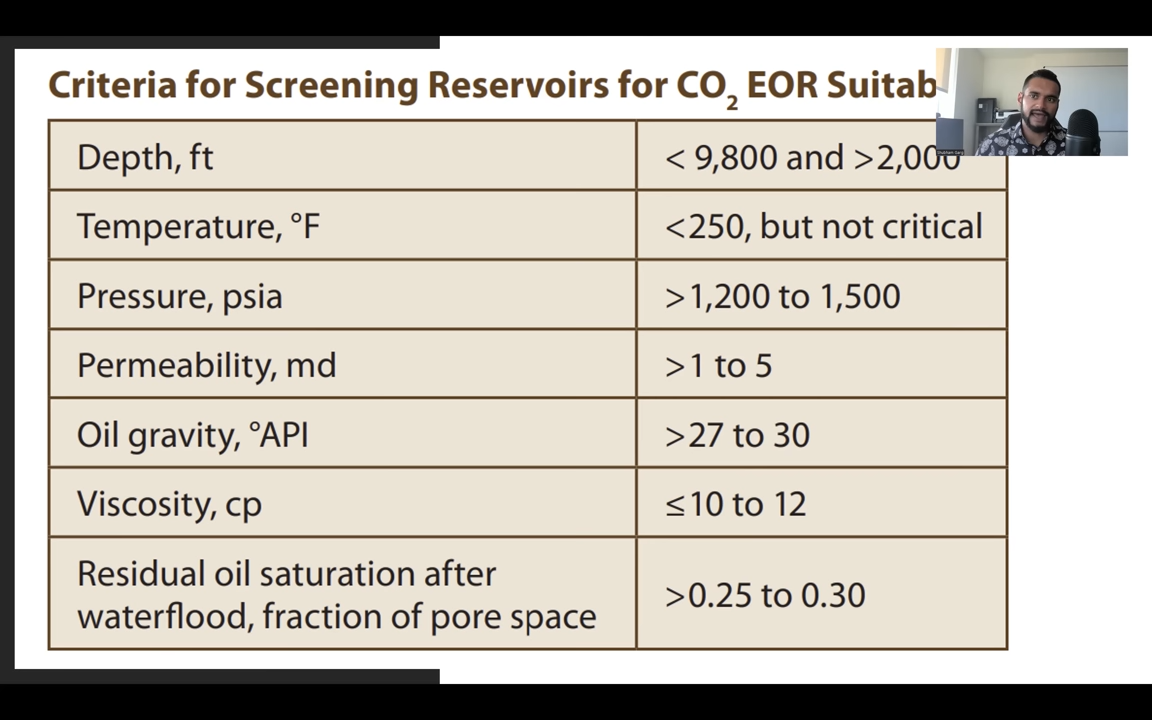 Criteria for Screening Reservoirs for CO₂ EOR Suitab
Depth, ft
< 9,800 and >2,000
Temperature, °F
<250, but not critical
Pressure, psia
>1,200 to 1,500
Permeability, md
>1 to 5
Oil gravity, °API
>27 to 30
Viscosity, cp
≤10 to 12
Residual oil saturation after
waterflood, fraction of pore space
>0.25 to 0.30